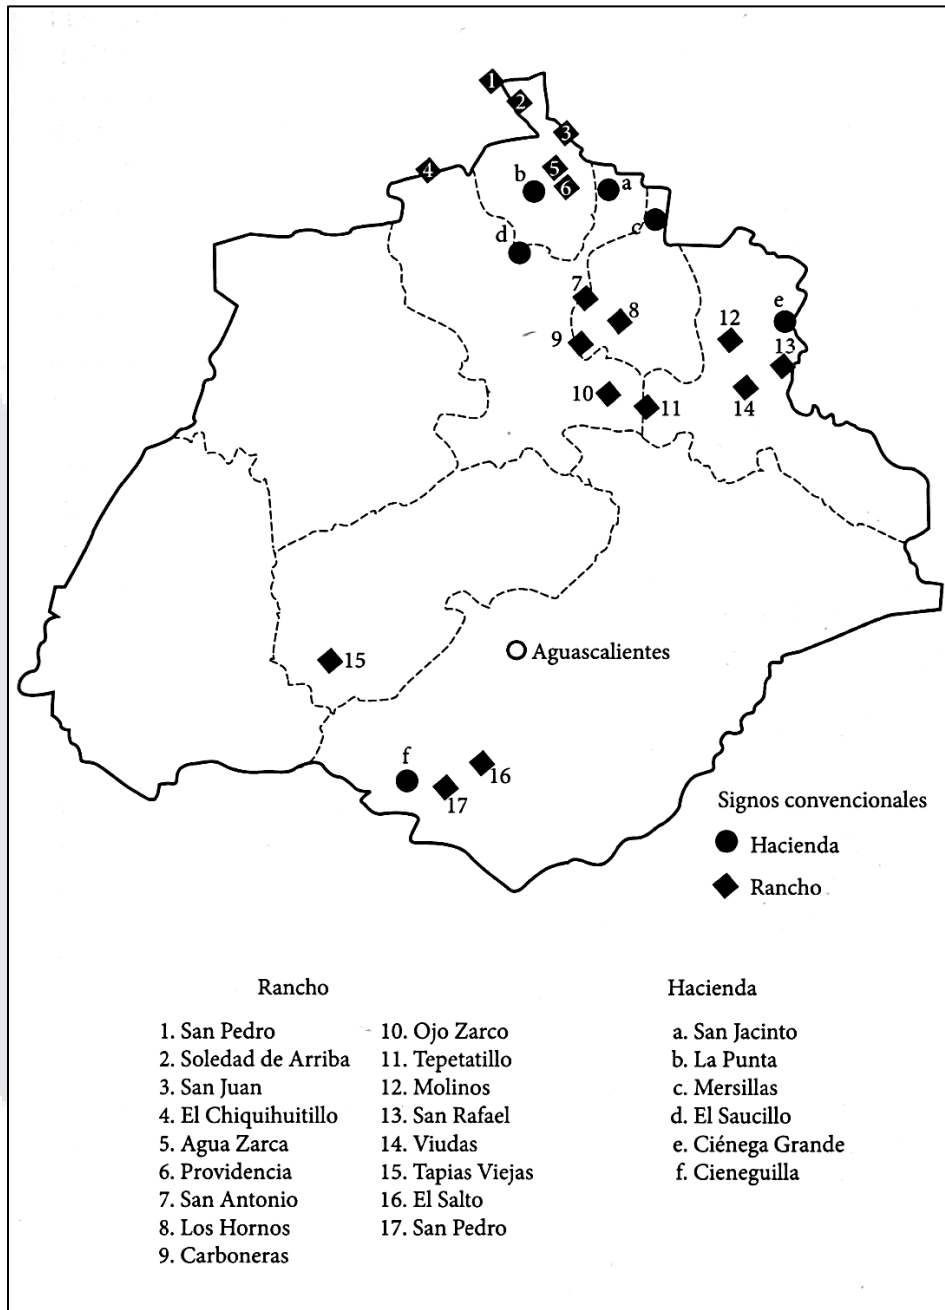 1
2
3
4
5
b
6
a
c
d
7
8
e
12
9
13
10
11
14
Aguascalientes
15
f
16
17
Signos convencionales
Hacienda
Rancho
Rancho
1. San Pedro
2. Soledad de Arriba
3. San Juan
4. El Chiquihuitillo
5. Agua Zarca
6. Providencia
7. San Antonio
8. Los Hornos
9. Carboneras
10. Ojo Zarco
11. Tepetatillo
12. Molinos
13. San Rafael
14. Viudas
15. Tapias Viejas
16. El Salto
17. San Pedro
Hacienda
a. San Jacinto
b. La Punta
c. Mersillas
d. El Saucillo
e. Ciénega Grande
f. Cieneguilla